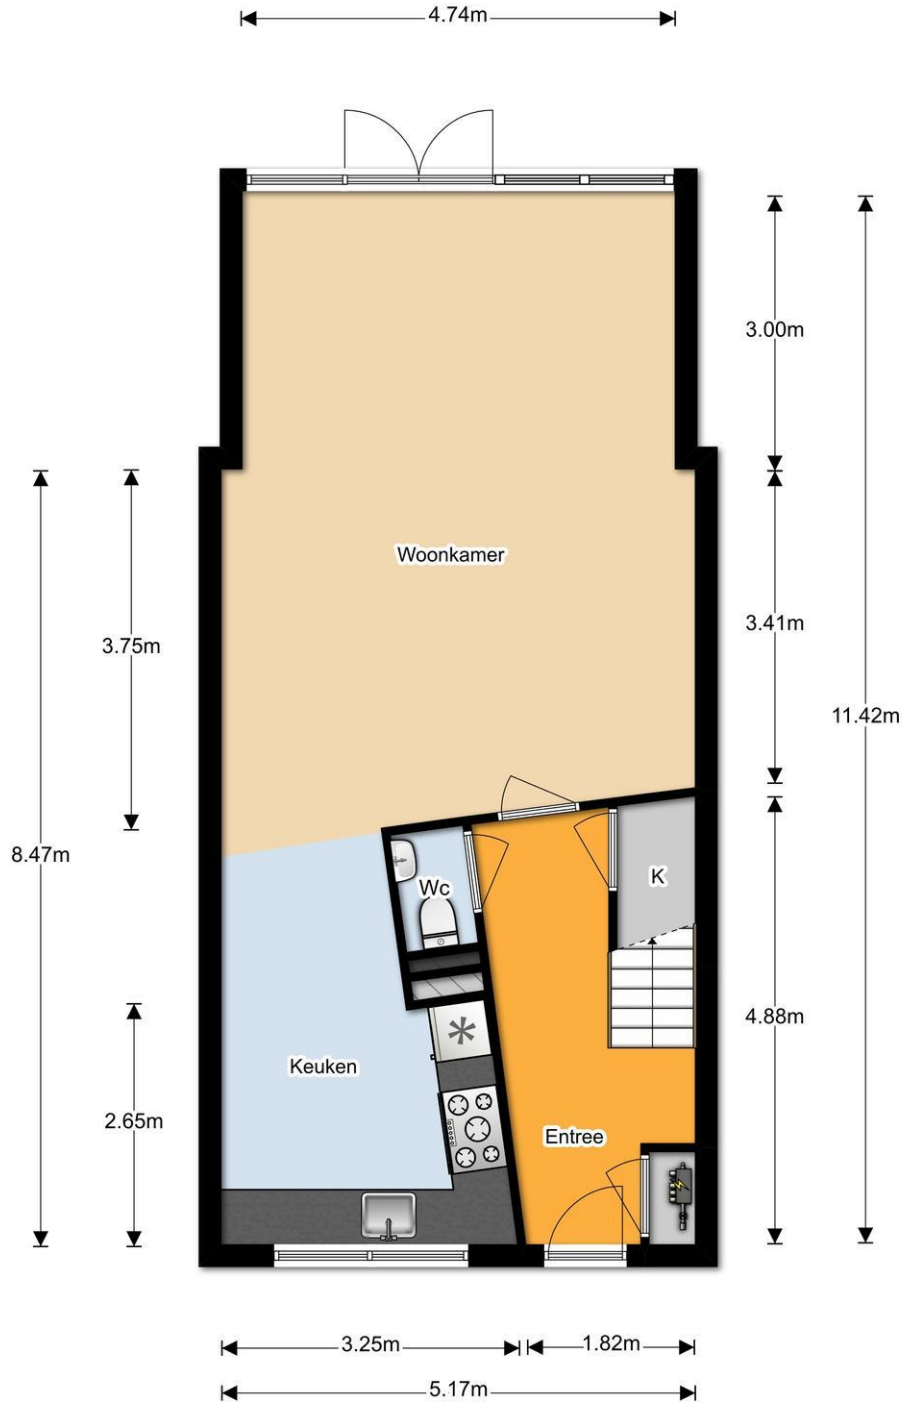 4.74m
3.00m
Woonkamer
3.41m
3.75m
11.42m
8.47m
Wc
K
4.88m
Keuken
2.65m
Entree
3.25m
1.82m
5.17m